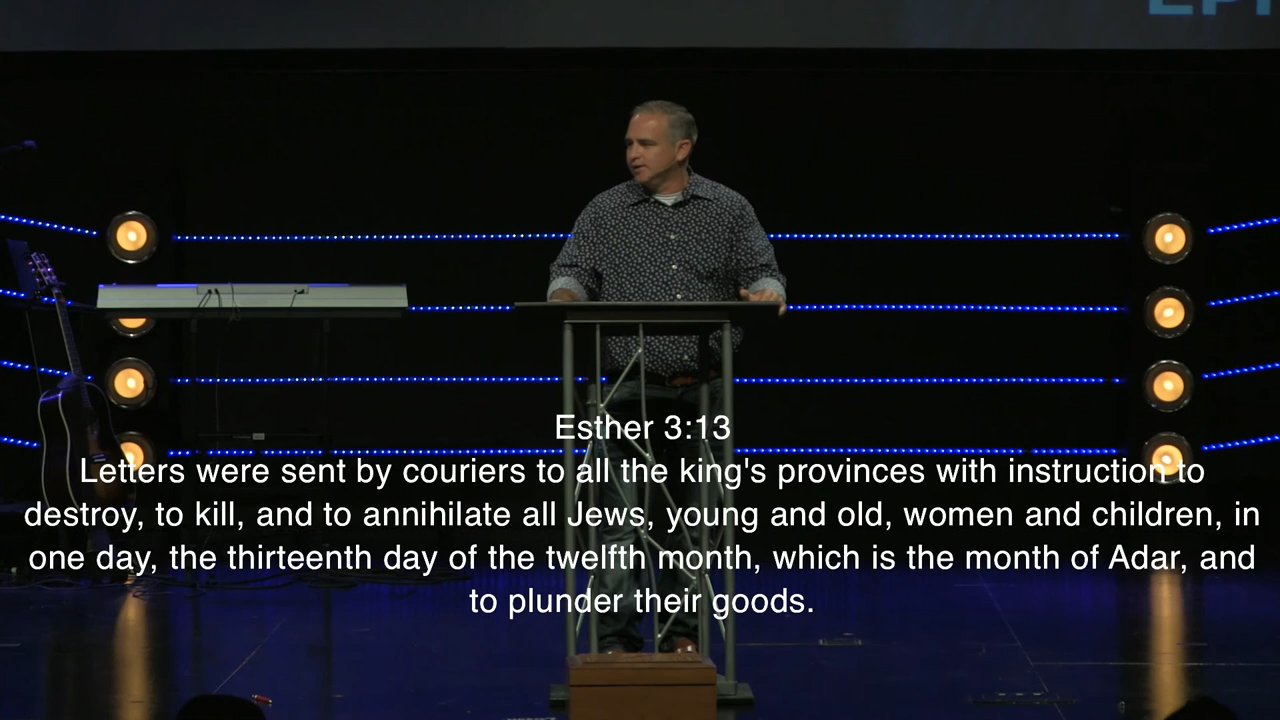 EPI
Esther 3:13
Letters were sent by couriers to all the king's provinces with instruction to
destroy, to kill, and to annihilate all Jews, young and old, women and children, in
one day, the thirteenth day of the twelfth month, which is the month of Adar, and
to plunder their goods.